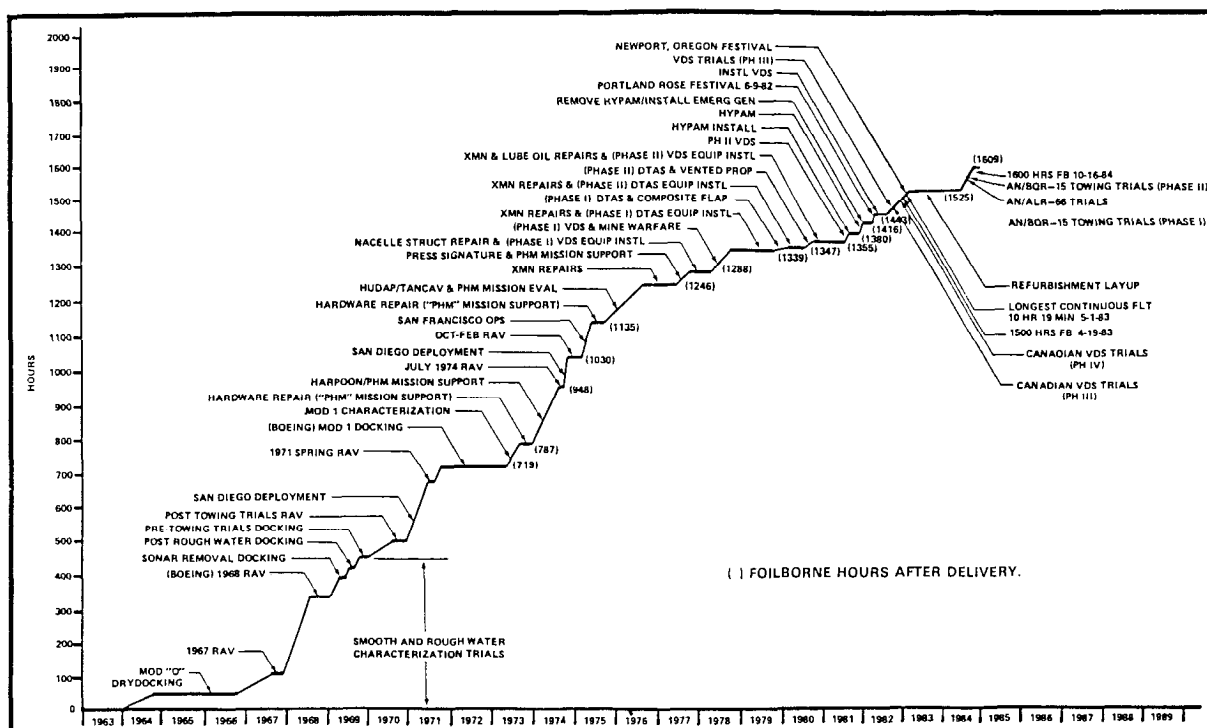 2000
1900
1800
1700
1600
1500
1400
1300
1200
1100
1000
900
800
700
600
500
400
300
200
100
0
HOURS
NEWPORT, OREGON FESTIVAL
VDS TRIALS (PH III)
INSTL VDS
PORTLAND ROSE FESTIVAL 6-9-82
REMOVE HYPAM/INSTALL EMERG GEN
HYPAM
HYPAM INSTALL
PH II VDS
XMN & LUBE OIL REPAIRS & (PHASE II) VDS EQUIP INSTL
(PHASE II) DTAS & VENTED PROP
XMN REPAIRS & (PHASE II) DTAS EQUIP INSTL
(PHASE I) DTAS & COMPOSITE FLAP
XMN REPAIRS & (PHASE I) DTAS EQUIP INSTL
(PHASE I) VDS & MINE WARFARE
NACELLE STRUCT REPAIR & (PHASE I) VDS EQUIP INSTL
PRESS SIGNATURE & PHM MISSION SUPPORT
XMN REPAIRS
HUDAP/TANCAV & PHM MISSION EVAL
HARDWARE REPAIR ("PHM" MISSION SUPPORT)
SAN FRANCISCO OPS
OCT-FEB RAV
SAN DIEGO DEPLOYMENT
JULY 1974 RAV
HARPOON/PHM MISSION SUPPORT
HARDWARE REPAIR ("PHM" MISSION SUPPORT)
MOD 1 CHARACTERIZATION
(BOEING) MOD 1 DOCKING
1971 SPRING RAV
SAN DIEGO DEPLOYMENT
POST TOWING TRIALS RAV
PRE-TOWING TRIALS DOCKING
POST ROUGH WATER DOCKING
SONAR REMOVAL DOCKING
(BOEING) 1968 RAV
1967 RAV
MOD "0"
DRYDOCKING
SMOOTH AND ROUGH WATER
CHARACTERIZATION TRIALS
(719)
(787)
(948)
(1030)
(1135)
(1246)
(1288)
(1339)
(1347)
(1355)
(1380)
(1416)
(1443)
(1525)
(1609)
1600 HRS FB 10-16-84
AN/BQR-15 TOWING TRIALS (PHASE II)
AN/ALR-66 TRIALS
AN/BQR-15 TOWING TRIALS (PHASE I)
REFURBISHMENT LAYUP
LONGEST CONTINUOUS FLT
10 HR 19 MIN 5-1-83
1500 HRS FB 4-19-83
CANADIAN VDS TRIALS
(PH IV)
CANADIAN VDS TRIALS
(PH III)
( ) FOILBORNE HOURS AFTER DELIVERY.
1963 1964 1965 1966 1967 1968 1969 1970 1971 1972 1973 1974 1975 1976 1977 1978 1979 1980 1981 1982 1983 1984 1985 1986 1987 1988 1989